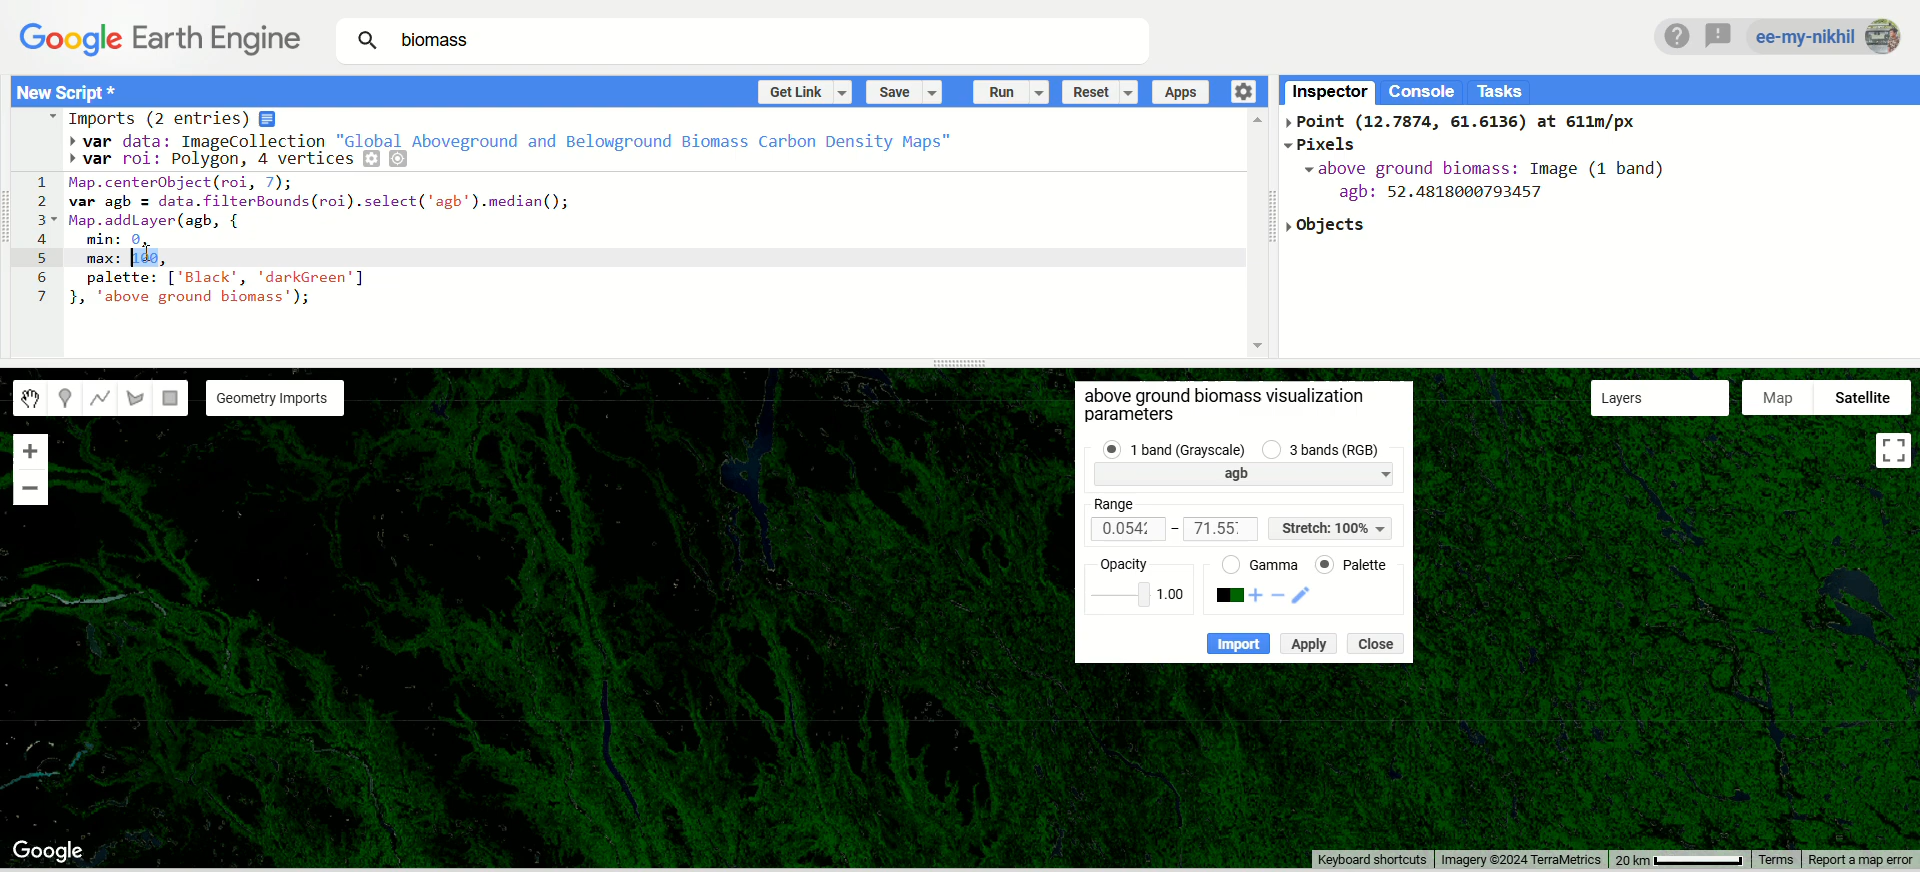 Google Earth Engine
biomass
ee-my-nikhil
New Script *
Get Link
Save
Run
Reset
Apps
Inspector
Console
Tasks
Imports (2 entries)
var data: ImageCollection "Global Aboveground and Belowground Biomass Carbon Density Maps"
var roi: Polygon, 4 vertices
1 Map.centerObject(roi, 7);
2 var agb = data.filterBounds(roi).select('agb').median();
3 Map.addLayer(agb, {
4 min: 0,
5 max: 100,
6 palette: ['Black', 'darkGreen']
7 }, 'above ground biomass');
Point (12.7874, 61.6136) at 611m/px
Pixels
above ground biomass: Image (1 band)
agb: 52.4818000793457
Objects
Geometry Imports
Layers
Map
Satellite
above ground biomass visualization
parameters
1 band (Grayscale)
3 bands (RGB)
agb
Range
0.054
– 71.55
Stretch: 100%
Opacity
1.00
Gamma
Palette
Import
Apply
Close
Google
Keyboard shortcuts
Imagery ©2024 TerraMetrics
20 km
Terms
Report a map error